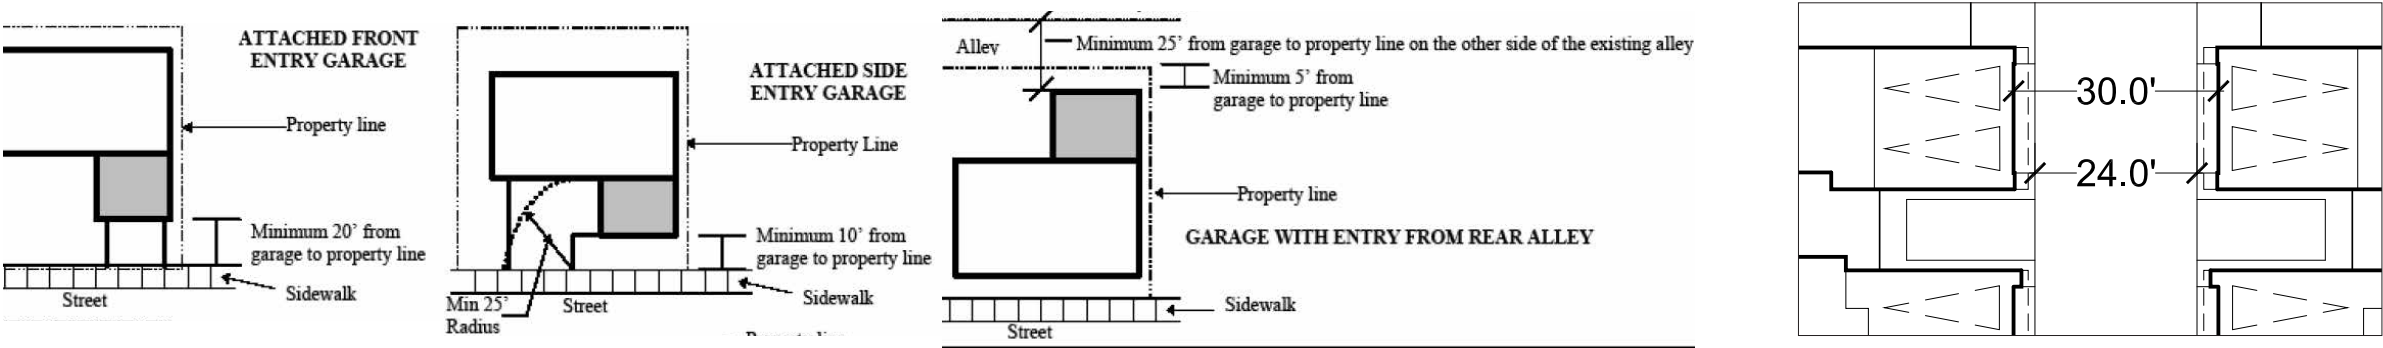 ATTACHED FRONT
ENTRY GARAGE
Property line
Minimum 20’ from
garage to property line
Sidewalk
Street
ATTACHED SIDE
ENTRY GARAGE
Property Line
Minimum 10’ from
garage to property line
Sidewalk
Min 25’
Radius
Street
Alley
Minimum 25’ from garage to property line on the other side of the existing alley
Minimum 5’ from
garage to property line
Property line
GARAGE WITH ENTRY FROM REAR ALLEY
Sidewalk
Street
30.0'
24.0'